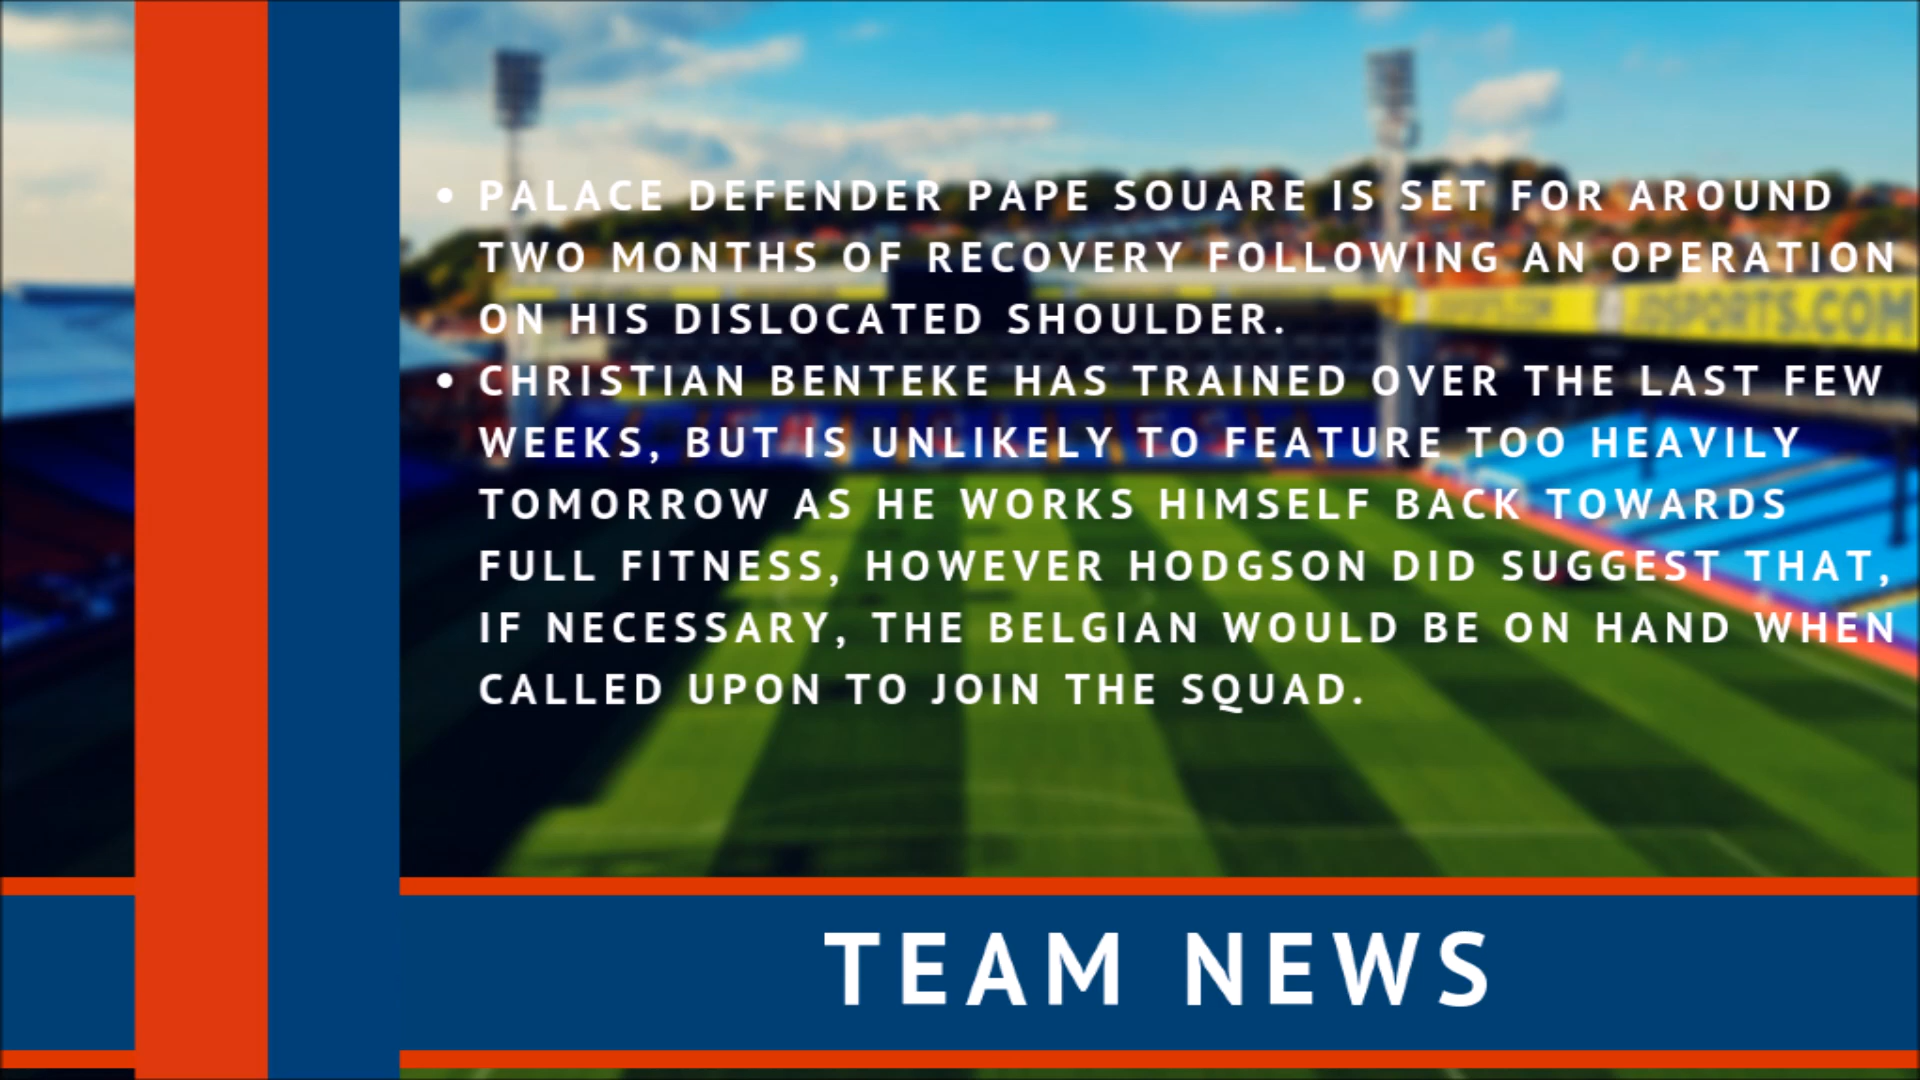 • PALACE DEFENDER PAPE SOUARE IS SET FOR AROUND
TWO MONTHS OF RECOVERY FOLLOWING AN OPERATION
ON HIS DISLOCATED SHOULDER.
• CHRISTIAN BENTEKE HAS TRAINED OVER THE LAST FEW
WEEKS, BUT IS UNLIKELY TO FEATURE TOO HEAVILY
TOMORROW AS HE WORKS HIMSELF BACK TOWARDS
FULL FITNESS, HOWEVER HODGSON DID SUGGEST THAT,
IF NECESSARY, THE BELGIAN WOULD BE ON HAND WHEN
CALLED UPON TO JOIN THE SQUAD.
JDSPORTS.COM
TEAM NEWS